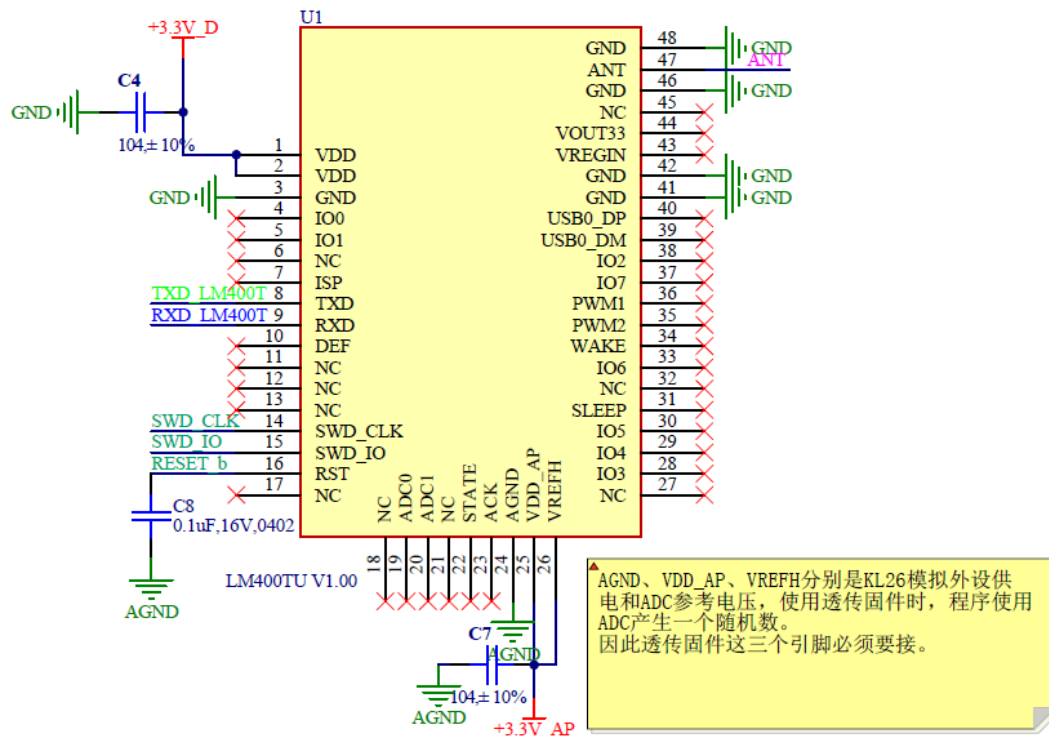 U1
+3.3V_D
C4
GND
104,±10%
1 VDD
2 VDD
GND
3 GND
4 IO0
5 IO1
6 NC
7 ISP
TXD_LM400T 8 TXD
RXD_LM400T 9 RXD
10 DEF
11 NC
12 NC
13 NC
SWD_CLK 14 SWD_CLK
SWD_IO 15 SWD_IO
RESET_b 16 RST
17 NC
C8
0.1uF,16V,0402
AGND
LM400TU V1.00
GND 48 GND
ANT 47 ANT
GND 46 GND
NC 45
VOUT33 44
VREGIN 43
GND 42 GND
GND 41 GND
USB0_DP 40
USB0_DM 39
IO2 38
IO7 37
PWM1 36
PWM2 35
WAKE 34
IO6 33
NC 32
SLEEP 31
IO5 30
IO4 29
IO3 28
NC 27
NC 18
ADC0 19
ADC1 20
NC 21
STATE 22
ACK 23
AGND 24
VDD_AP 25
VREFH 26
C7
AGND
104,±10%
AGND
+3.3V_AP
AGND、VDD_AP、VREFH分别是KL26模拟外设供
电和ADC参考电压，使用透传固件时，程序使用
ADC产生一个随机数。
因此透传固件这三个引脚必须要接。